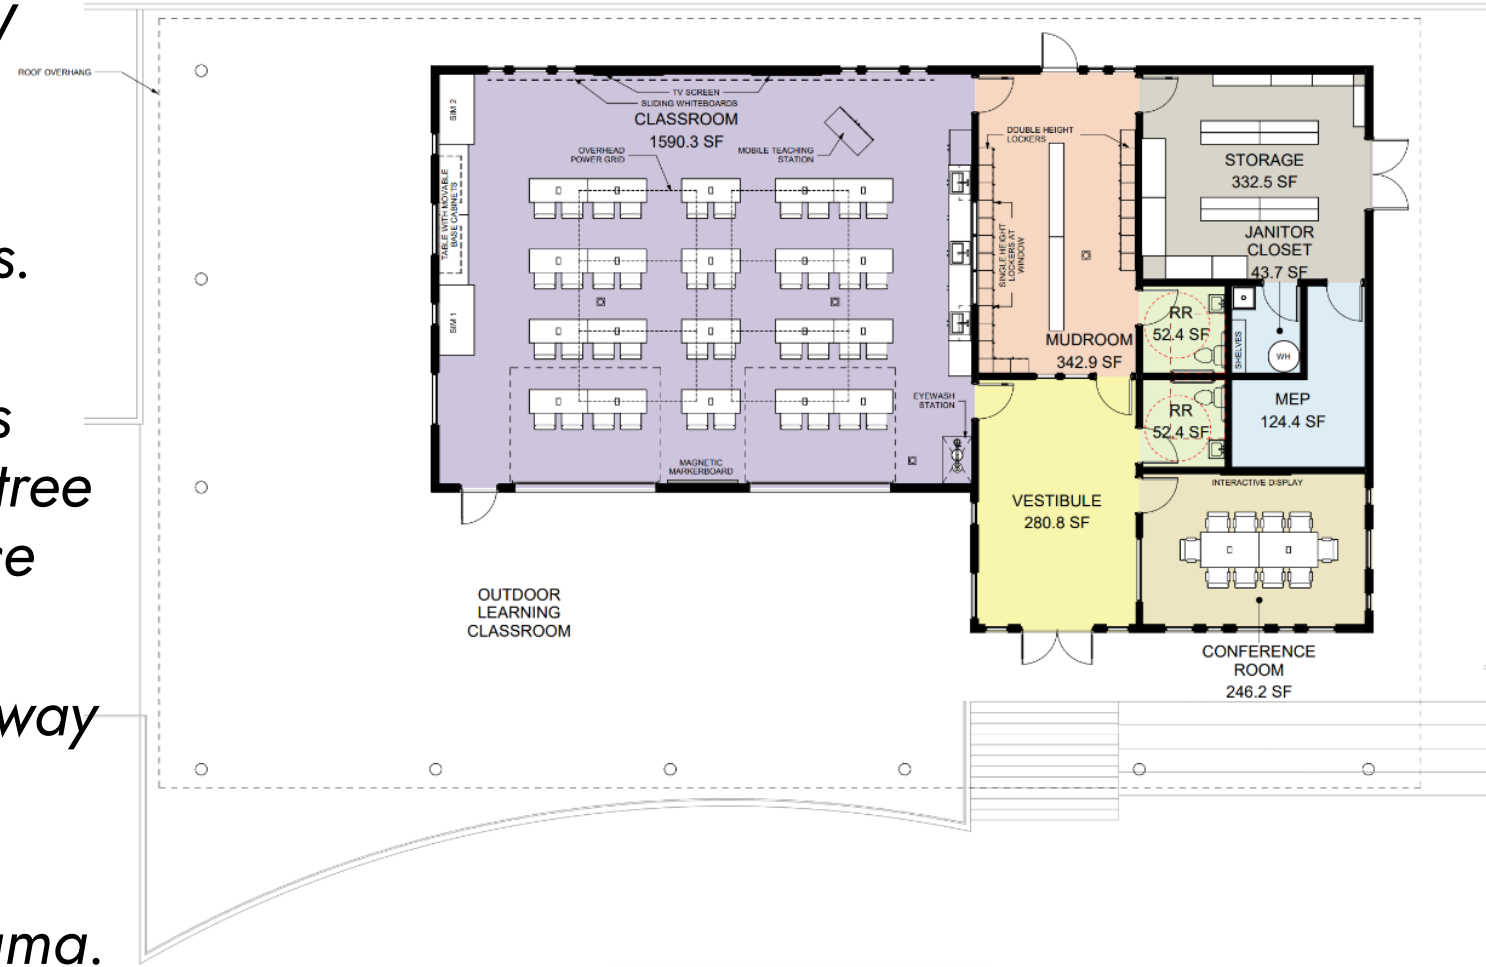 y
s.
s
tree
ce
way
ama.
ROOF OVERHANG
TV SCREEN
SLIDING WHITEBOARDS
CLASSROOM
1590.3 SF
OVERHEAD
POWER GRID
MOBILE TEACHING
STATION
SIM 2
TABLE WITH MOVABLE
BASE CABINETS
SIM 1
EYEWASH
STATION
MAGNETIC
MARKERBOARD
DOUBLE HEIGHT
LOCKERS
SINGLE HEIGHT
LOCKERS AT
WINDOW
MUDROOM
342.9 SF
STORAGE
332.5 SF
JANITOR
CLOSET
43.7 SF
RR
52.4 SF
SHELVES
WH
RR
52.4 SF
MEP
124.4 SF
VESTIBULE
280.8 SF
INTERACTIVE DISPLAY
OUTDOOR
LEARNING
CLASSROOM
CONFERENCE
ROOM
246.2 SF